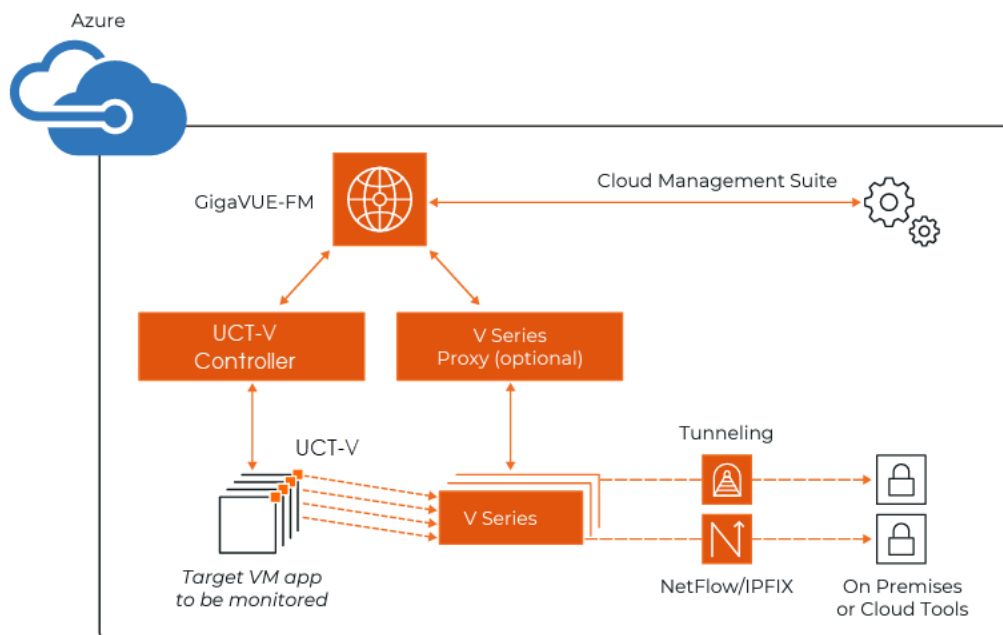 Azure
Cloud Management Suite
GigaVUE-FM
UCT-V
Controller
V Series
Proxy (optional)
UCT-V
Tunneling
V Series
Target VM app
to be monitored
NetFlow/IPFIX
On Premises
or Cloud Tools